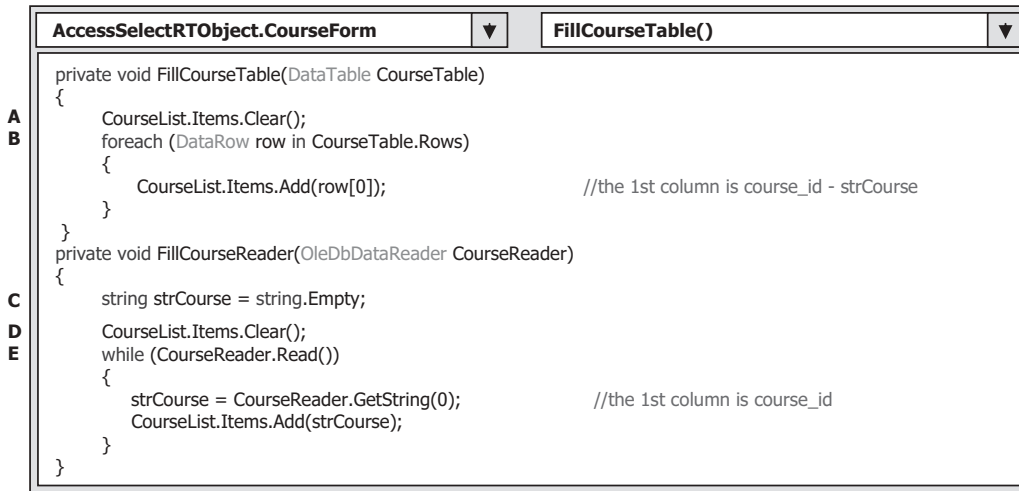 AccessSelectRTObject.CourseForm FillCourseTable()
private void FillCourseTable(DataTable CourseTable)
{
A CourseList.Items.Clear();
B foreach (DataRow row in CourseTable.Rows)
{
CourseList.Items.Add(row[0]); //the 1st column is course_id - strCourse
}
}
private void FillCourseReader(OleDbDataReader CourseReader)
{
C string strCourse = string.Empty;
D CourseList.Items.Clear();
E while (CourseReader.Read())
{
strCourse = CourseReader.GetString(0); //the 1st column is course_id
CourseList.Items.Add(strCourse);
}
}